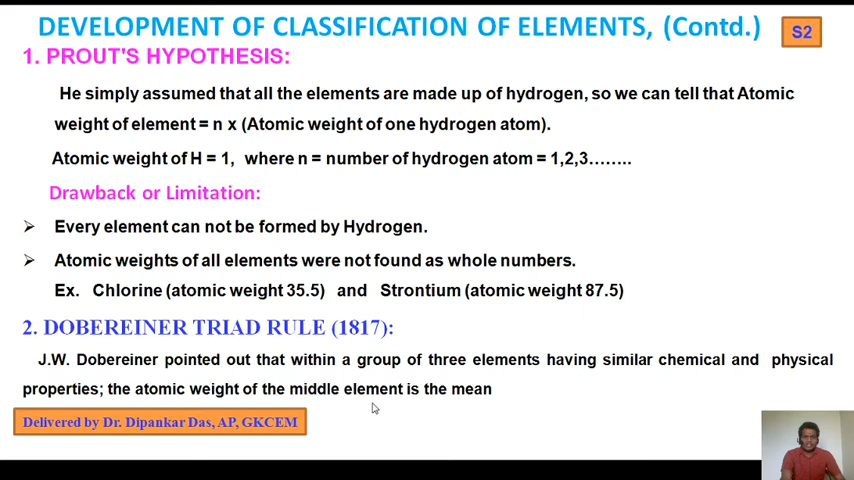 DEVELOPMENT OF CLASSIFICATION OF ELEMENTS, (Contd.)
S2
1. PROUT'S HYPOTHESIS:
He simply assumed that all the elements are made up of hydrogen, so we can tell that Atomic
weight of element = n x (Atomic weight of one hydrogen atom).
Atomic weight of H = 1, where n = number of hydrogen atom = 1,2,3……..
Drawback or Limitation:
➢ Every element can not be formed by Hydrogen.
➢ Atomic weights of all elements were not found as whole numbers.
Ex. Chlorine (atomic weight 35.5) and Strontium (atomic weight 87.5)
2. DOBEREINER TRIAD RULE (1817):
J.W. Dobereiner pointed out that within a group of three elements having similar chemical and physical
properties; the atomic weight of the middle element is the mean
Delivered by Dr. Dipankar Das, AP, GKCEM